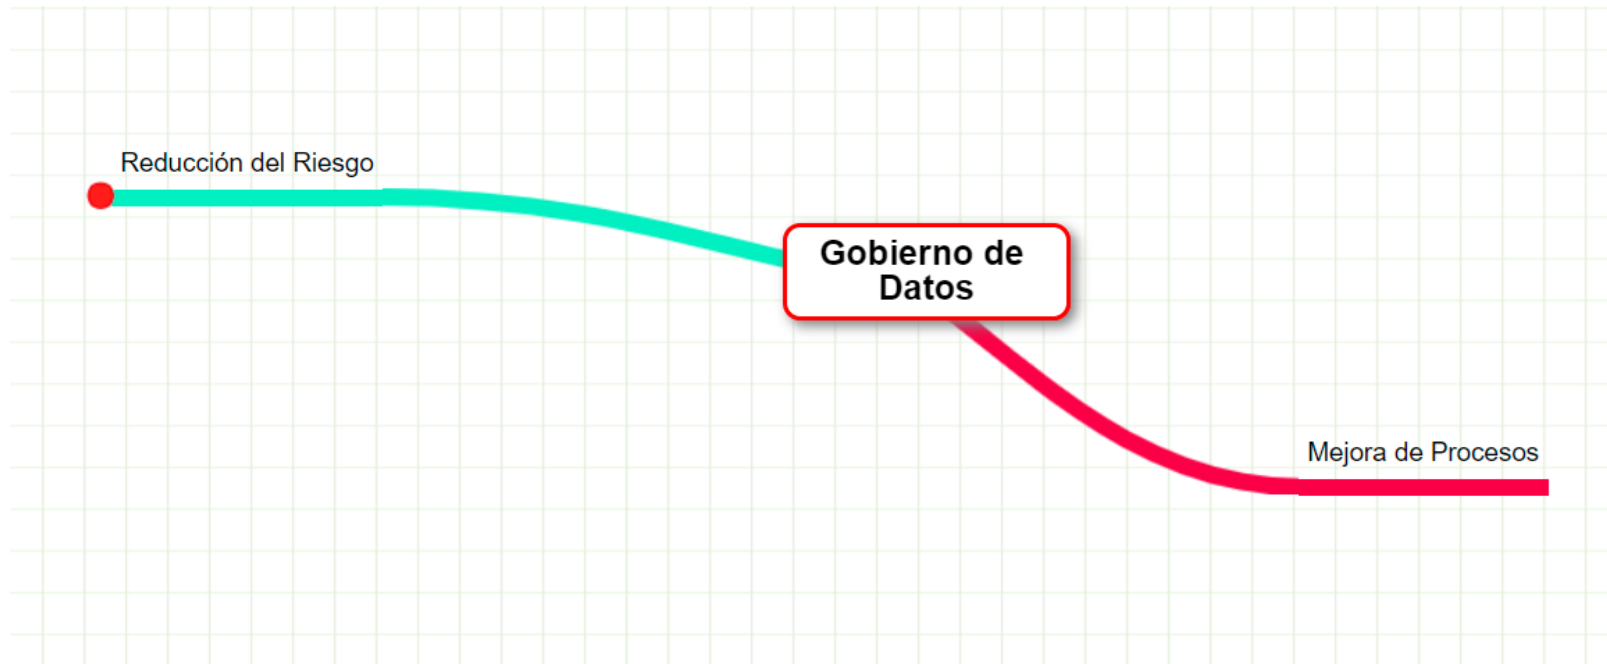 Reducción del Riesgo
Gobierno de
Datos
Mejora de Procesos